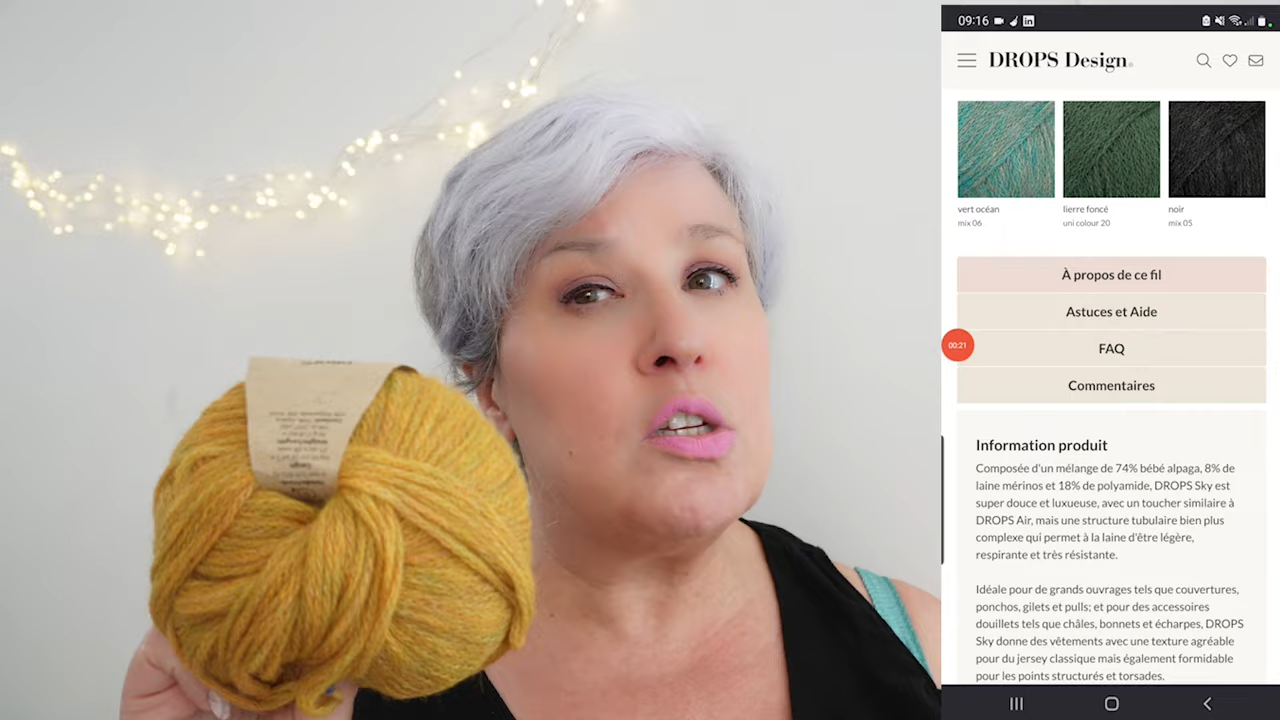 09:16
DROPS Design
vert océan
mix 06
lierre foncé
uni colour 20
noir
mix 05
À propos de ce fil
Astuces et Aide
00:21
FAQ
Commentaires
Information produit
Composée d'un mélange de 74% bébé alpaga, 8% de
laine mérinos et 18% de polyamide, DROPS Sky est
super douce et luxueuse, avec un toucher similaire à
DROPS Air, mais une structure tubulaire bien plus
complexe qui permet à la laine d'être légère,
respirante et très résistante.
Idéale pour de grands ouvrages tels que couvertures,
ponchos, gilets et pulls; et pour des accessoires
douillets tels que châles, bonnets et écharpes, DROPS
Sky donne des vêtements avec une texture agréable
pour du jersey classique mais également formidable
pour les points structurés et torsades.